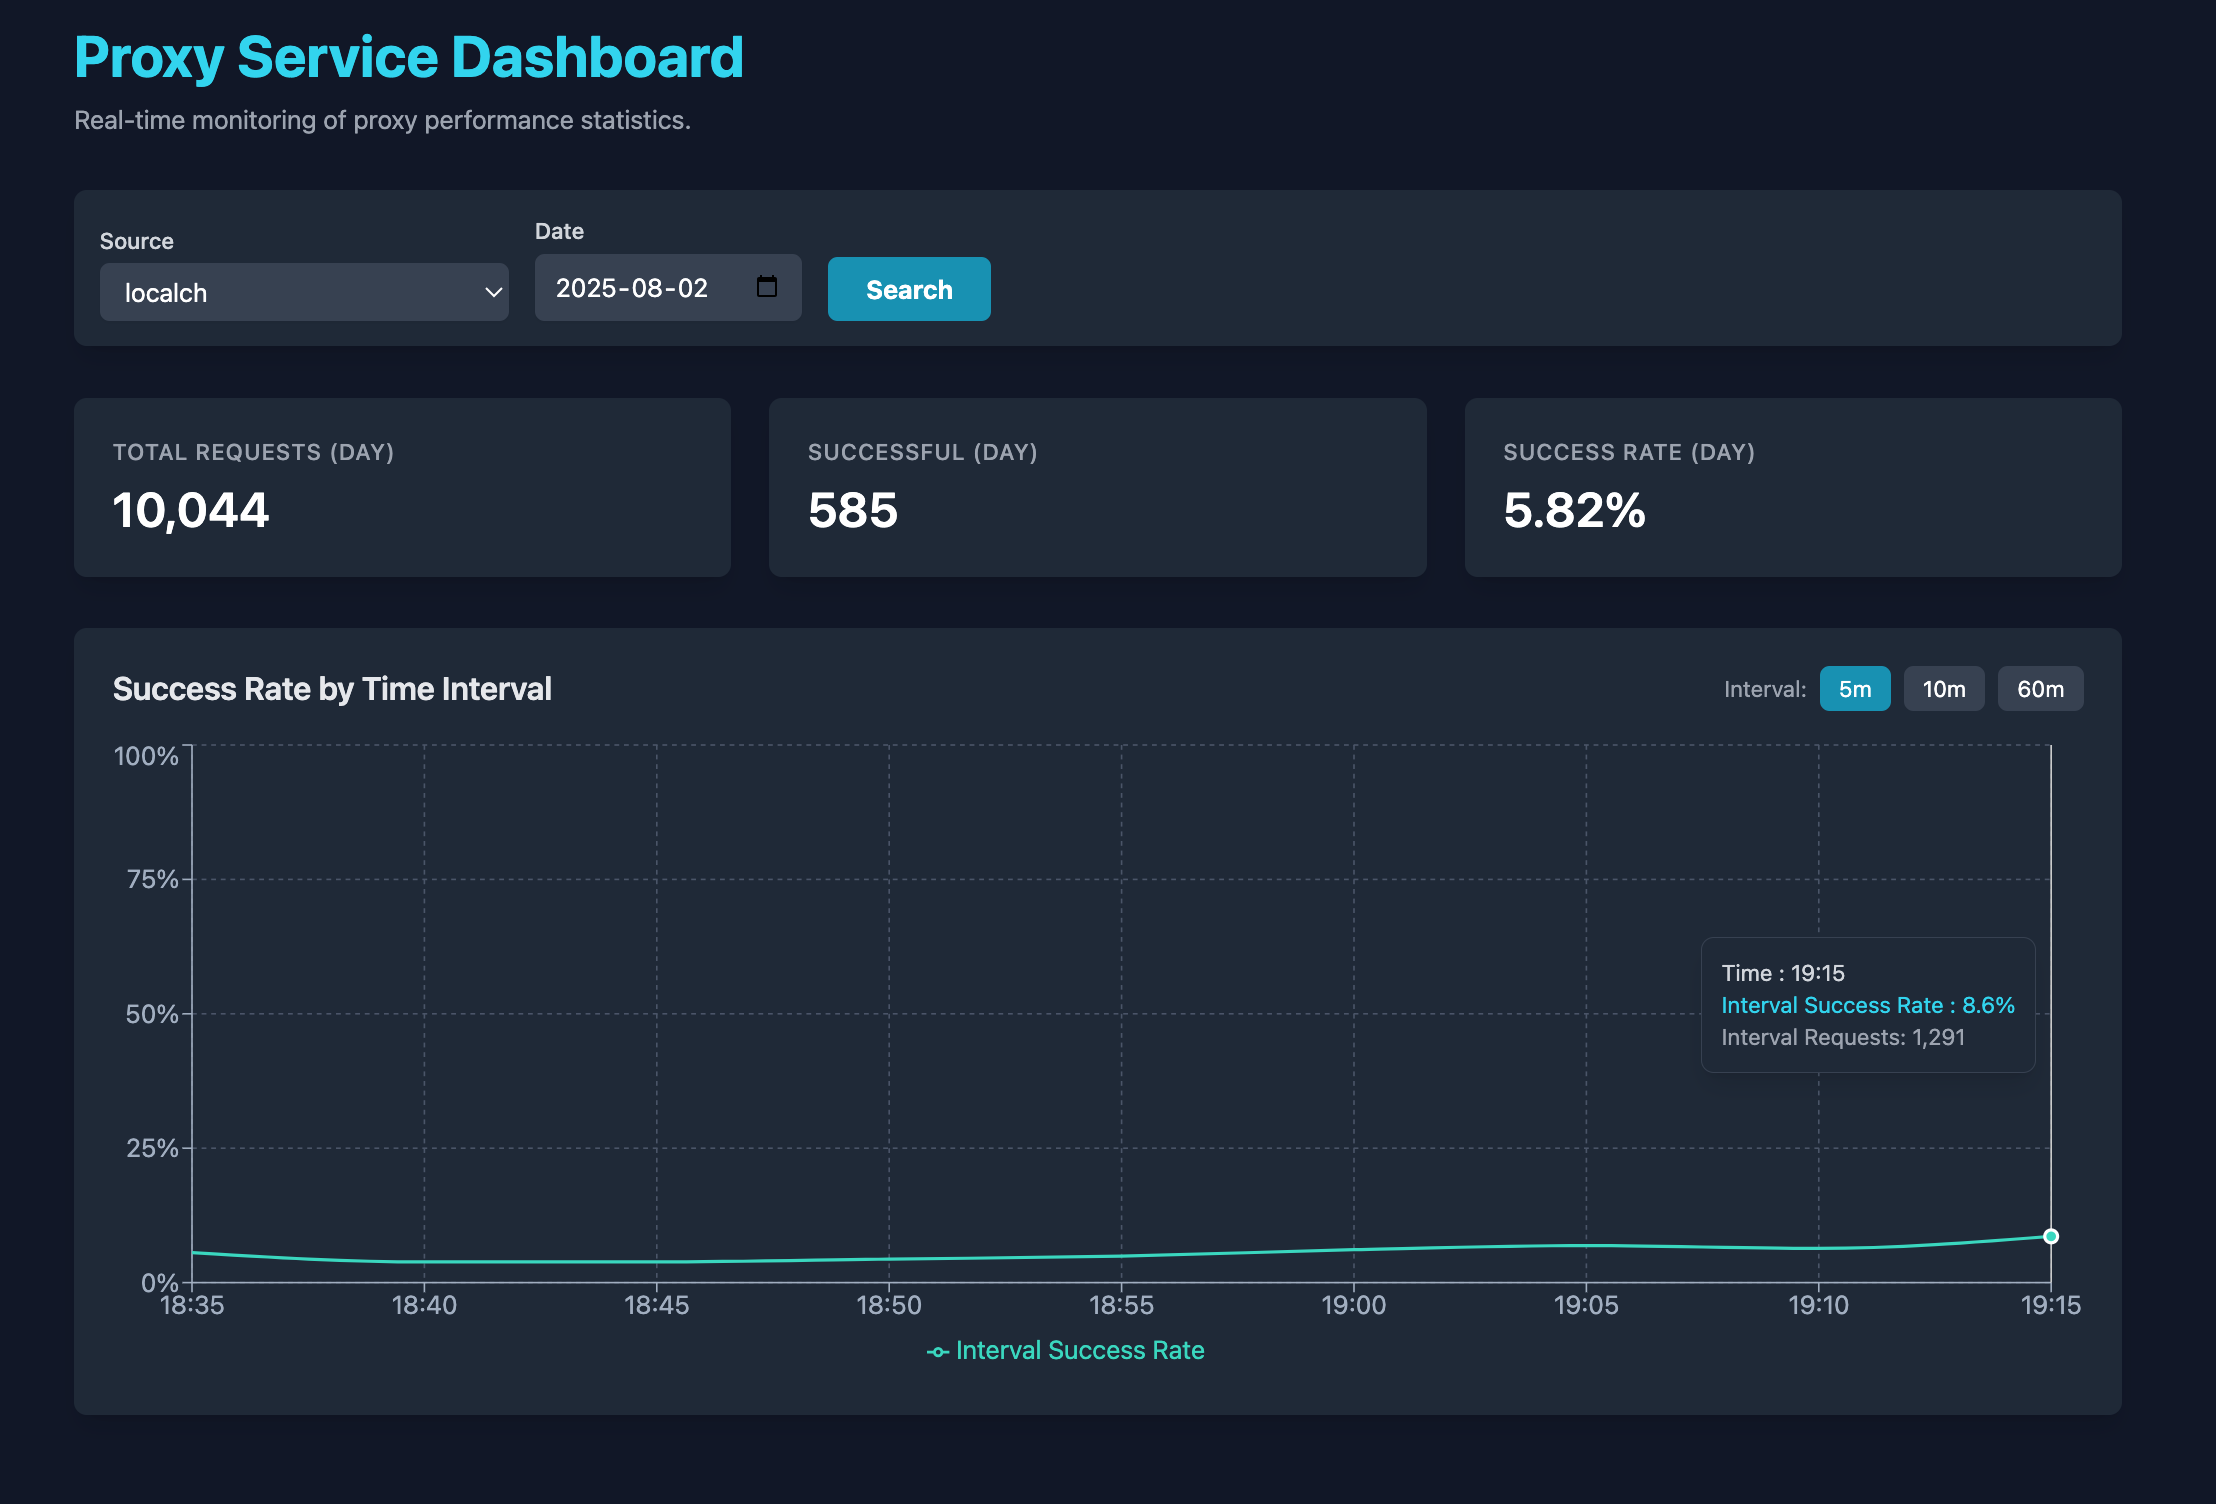 Proxy Service Dashboard
Real-time monitoring of proxy performance statistics.
Source
Date
localch
2025-08-02
Search
TOTAL REQUESTS (DAY)
10,044
SUCCESSFUL (DAY)
585
SUCCESS RATE (DAY)
5.82%
Success Rate by Time Interval
Interval: 5m 10m 60m
100%
75%
50%
25%
0%
Time : 19:15
Interval Success Rate : 8.6%
Interval Requests: 1,291
18:35 18:40 18:45 18:50 18:55 19:00 19:05 19:10 19:15
Interval Success Rate